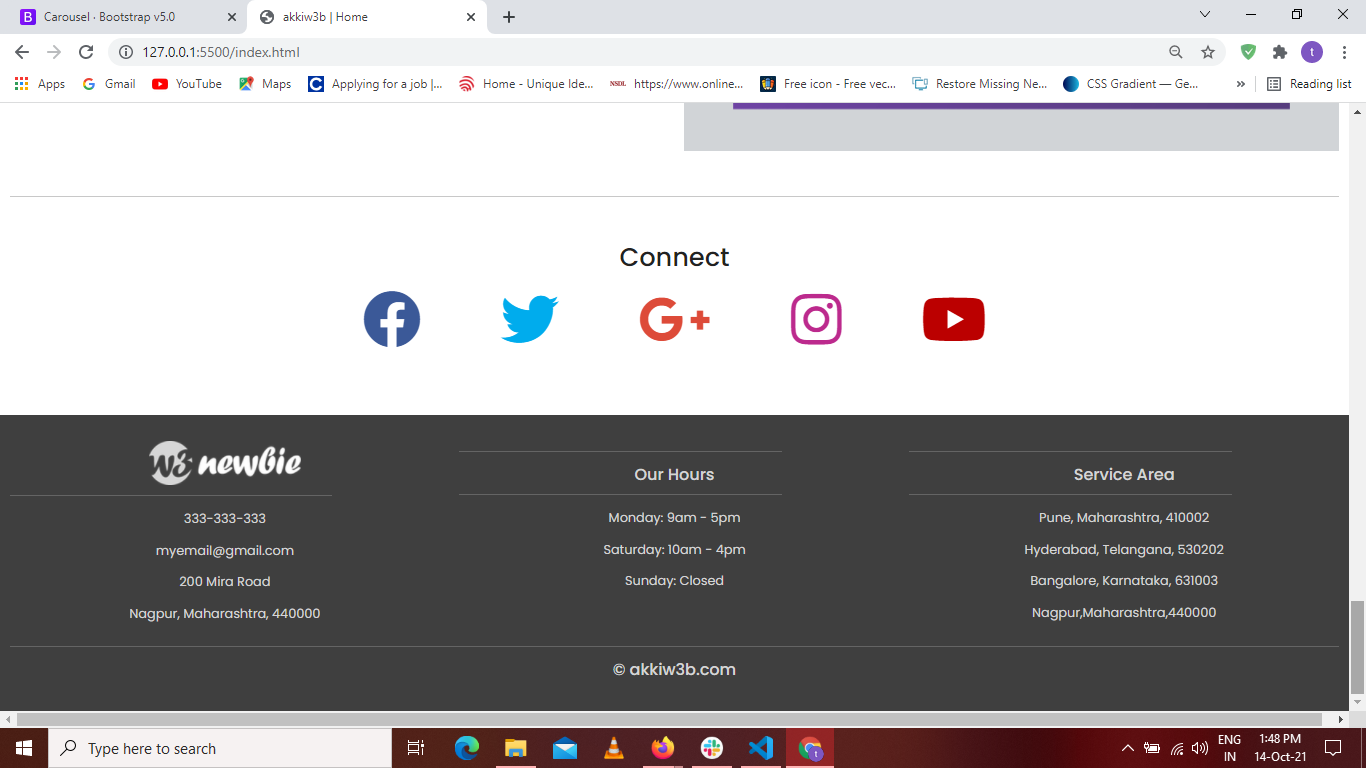 Carousel · Bootstrap v5.0
akkiw3b | Home
127.0.0.1:5500/index.html
t
Apps
Gmail
YouTube
Maps
Applying for a job |...
Home - Unique Ide...
NSDL https://www.online...
Free icon - Free vec...
Restore Missing Ne...
CSS Gradient — Ge...
»
Reading list
Connect
W3 newbie
333-333-333
myemail@gmail.com
200 Mira Road
Nagpur, Maharashtra, 440000
Our Hours
Monday: 9am - 5pm
Saturday: 10am - 4pm
Sunday: Closed
Service Area
Pune, Maharashtra, 410002
Hyderabad, Telangana, 530202
Bangalore, Karnataka, 631003
Nagpur,Maharashtra,440000
© akkiw3b.com
Type here to search
ENG
IN
1:48 PM
14-Oct-21